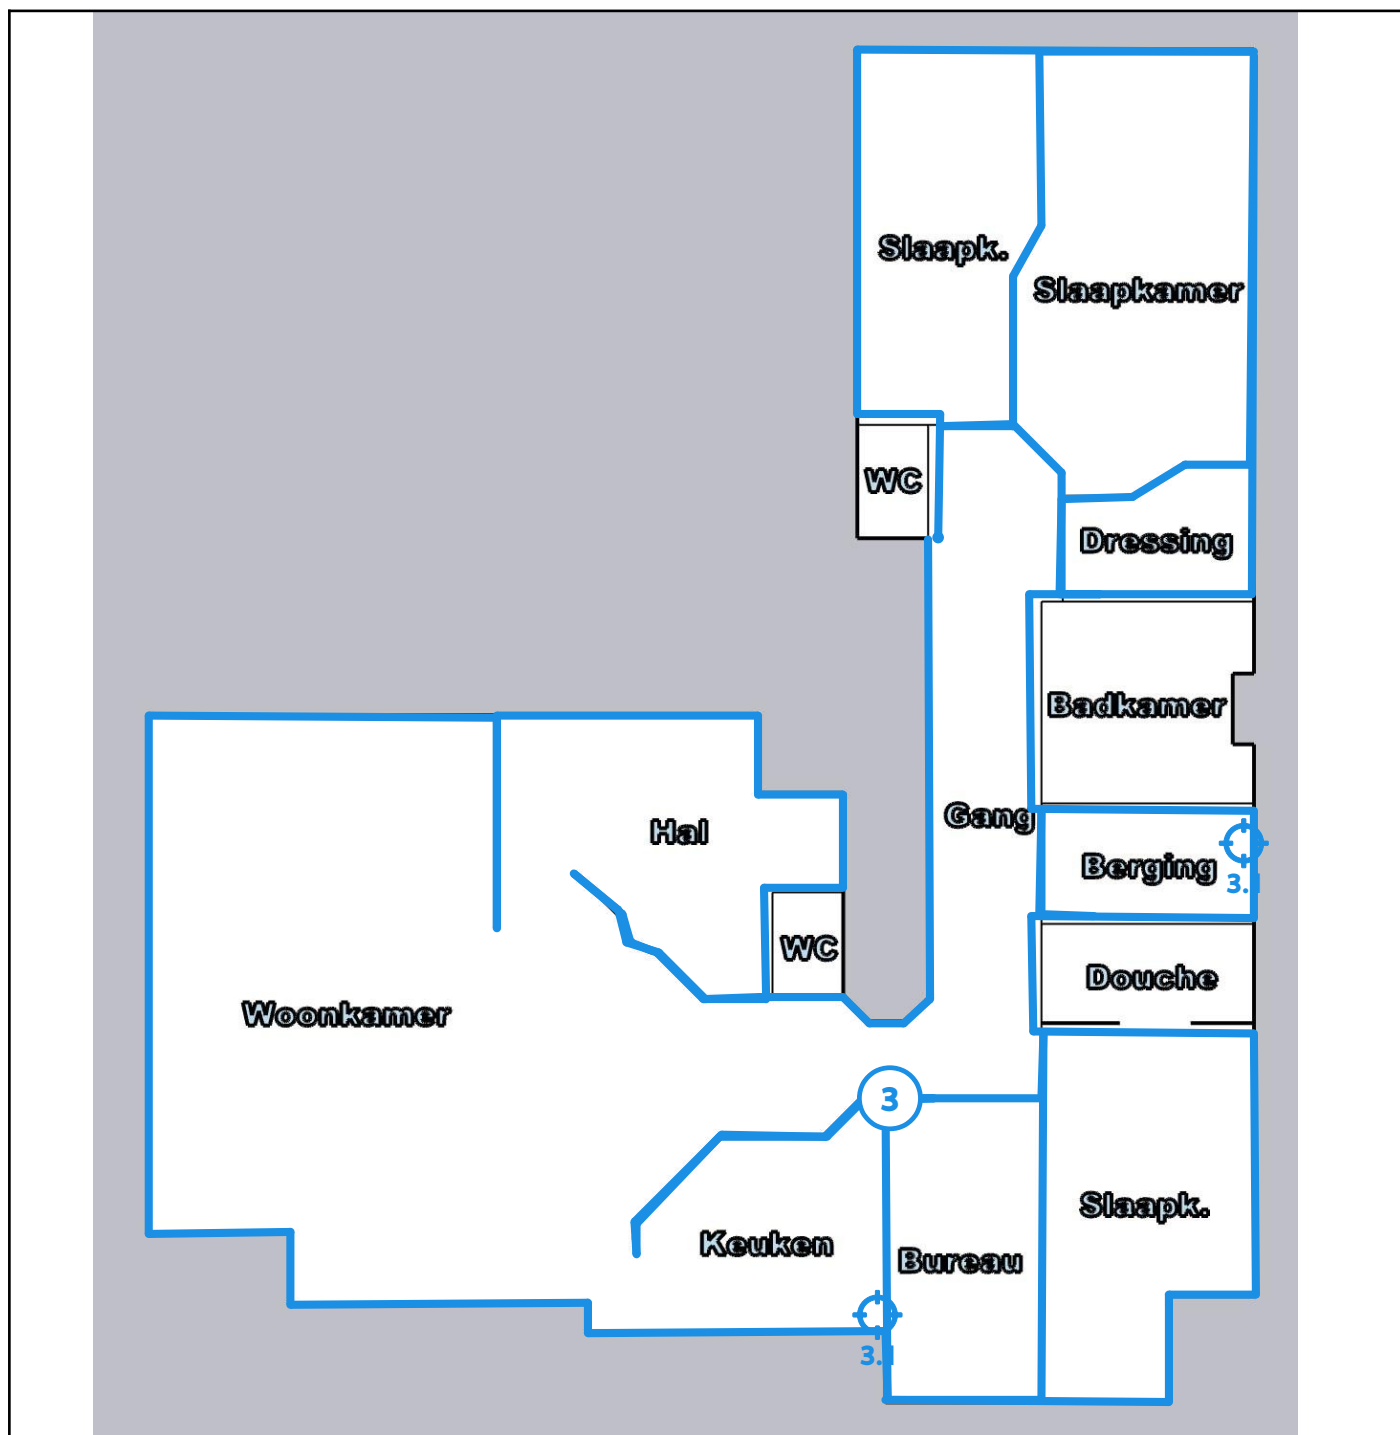 Slaapk.
Slaapkamer
WC
Dressing
Badkamer
Gang
Hal
Berging
3.1
WC
Douche
Woonkamer
3
Slaapk.
Keuken
Bureau
3.1